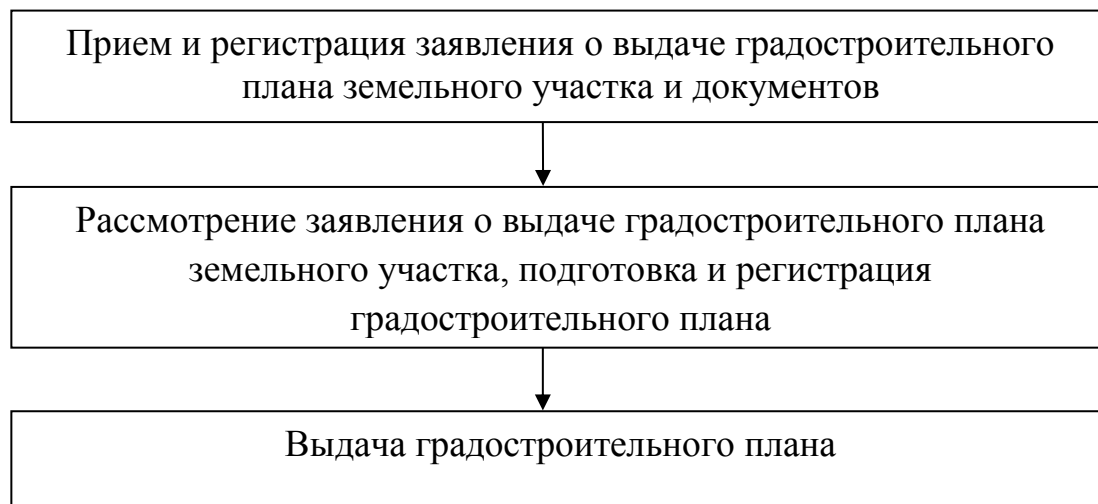 Прием и регистрация заявления о выдаче градостроительного
плана земельного участка и документов
Рассмотрение заявления о выдаче градостроительного плана
земельного участка, подготовка и регистрация
градостроительного плана
Выдача градостроительного плана